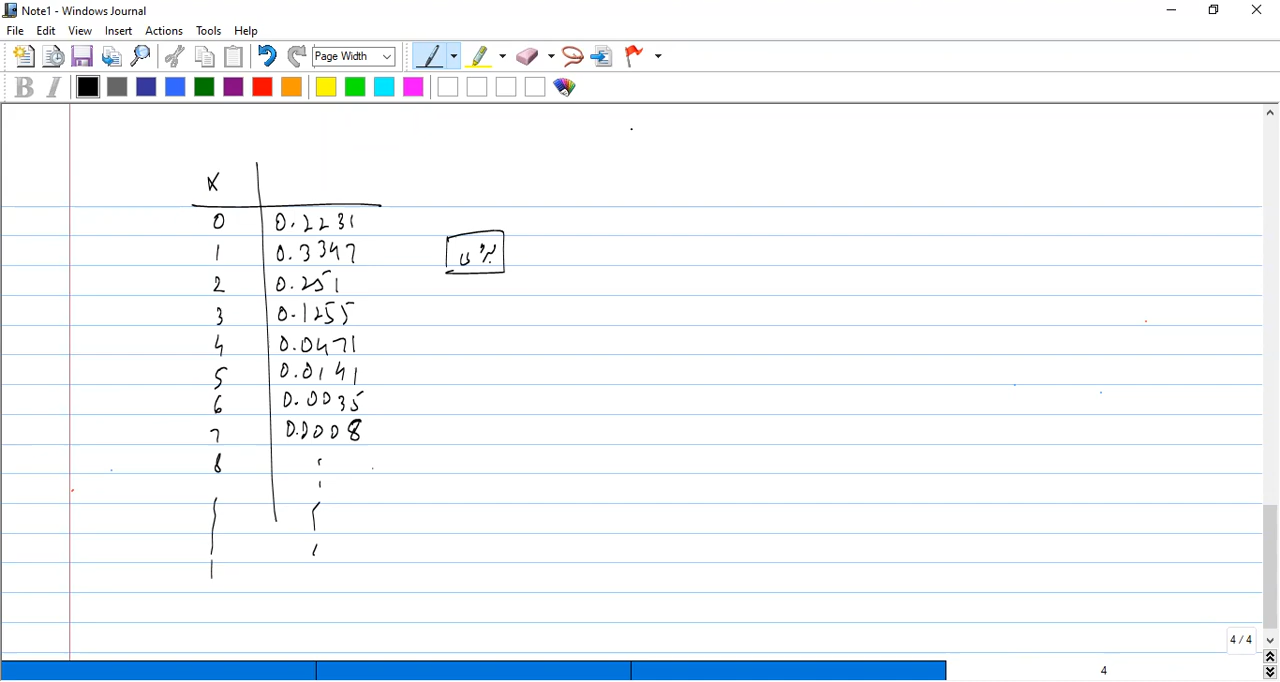 Note1 - Windows Journal
File Edit View Insert Actions Tools Help
Page Width
B I
x
0 0.2231
1 0.3347
2 0.251
3 0.1255
4 0.0471
5 0.0141
6 0.0035
7 0.0008
8
4 / 4
4